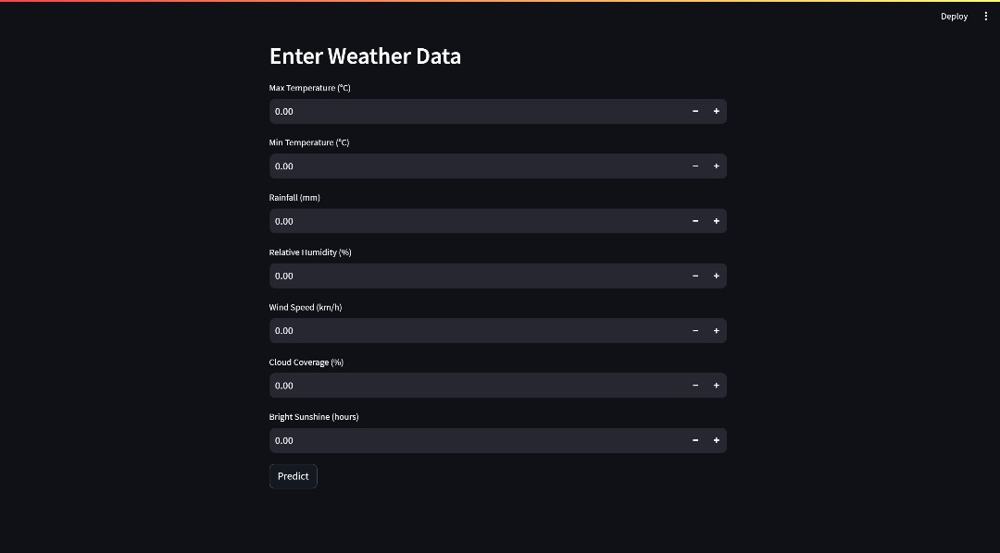 Deploy
Enter Weather Data
Max Temperature (°C)
0.00
Min Temperature (°C)
0.00
Rainfall (mm)
0.00
Relative Humidity (%)
0.00
Wind Speed (km/h)
0.00
Cloud Coverage (%)
0.00
Bright Sunshine (hours)
0.00
Predict